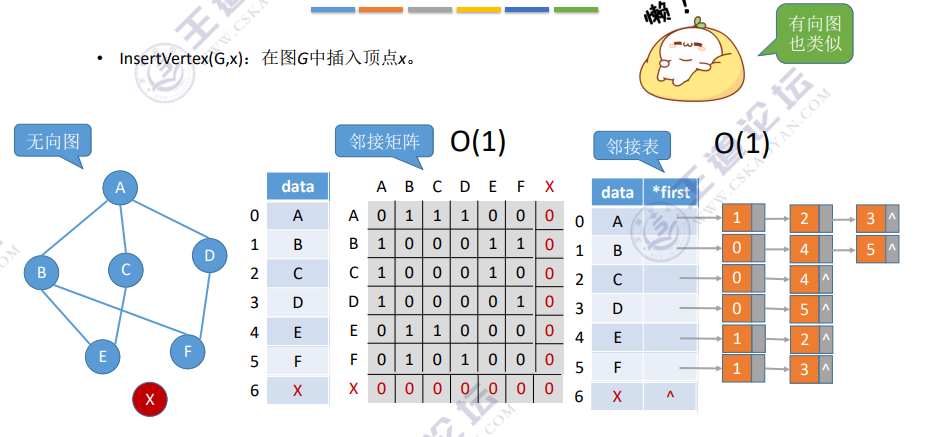 懒！
有向图
也类似
• InsertVertex(G,x)：在图G中插入顶点x。
王道论坛
WWW.CSKAOYAN.COM
无向图
A
B
C
D
E
F
X
邻接矩阵 O(1)
data
0 A
1 B
2 C
3 D
4 E
5 F
6 X
A B C D E F X
A 0 1 1 1 0 0 0
B 1 0 0 0 1 1 0
C 1 0 0 0 1 0 0
D 1 0 0 0 0 1 0
E 0 1 1 0 0 0 0
F 0 1 0 1 0 0 0
X 0 0 0 0 0 0 0
邻接表 O(1)
data *first
0 A 1 2 3 ^
1 B 0 4 5 ^
2 C 0 4 ^
3 D 0 5 ^
4 E 1 2 ^
5 F 1 3 ^
6 X ^